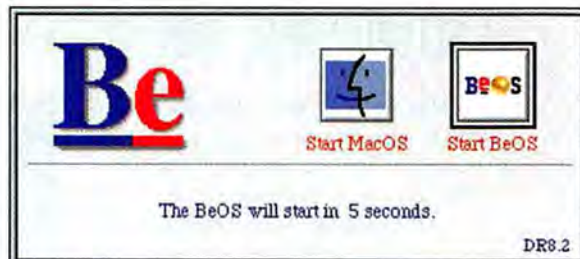 Be
BeOS
Start MacOS
Start BeOS
The BeOS will start in 5 seconds.
DR8.2